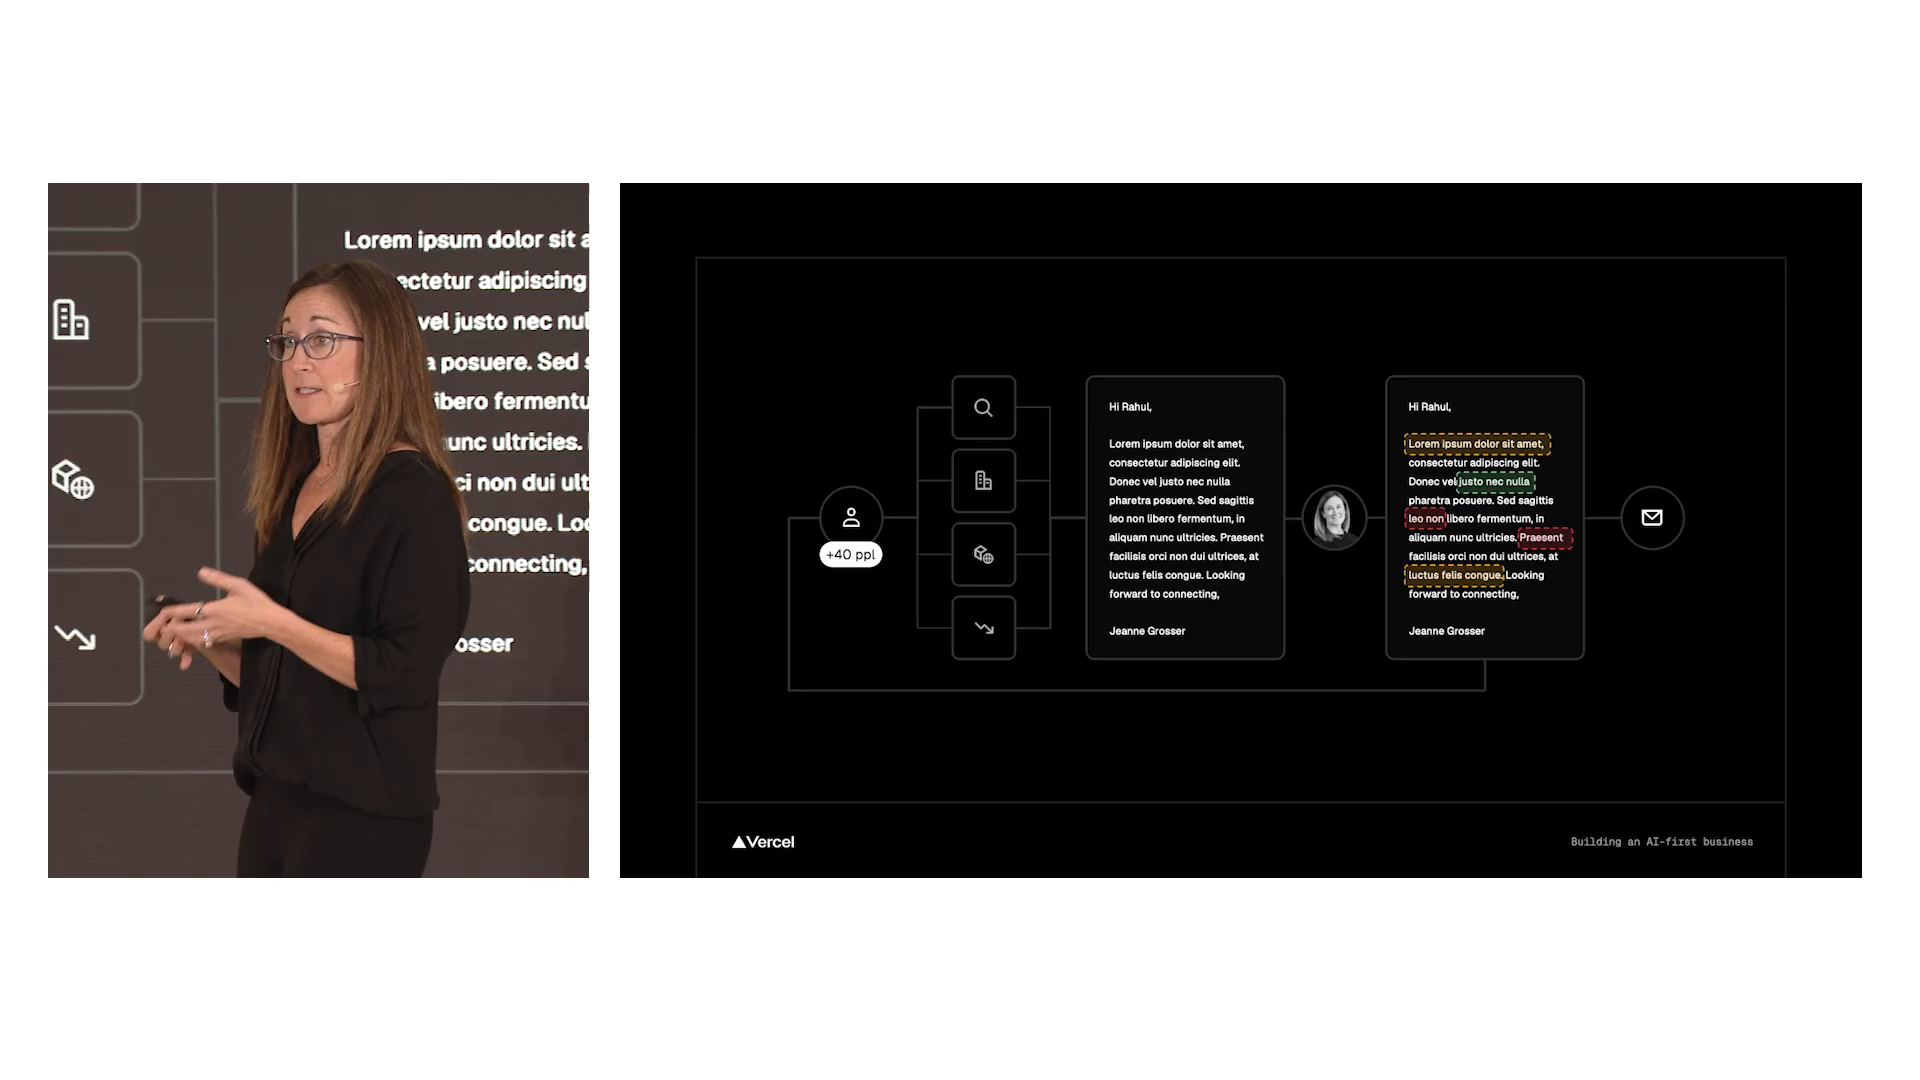 Lorem ipsum dolor sit a
ectetur adipiscing
vel justo nec nul
a posuere. Sed s
libero fermentu
nunc ultricies.
ci non dui ult
congue. Loo
connecting,
osser
+40 ppl
Hi Rahul,
Lorem ipsum dolor sit amet,
consectetur adipiscing elit.
Donec vel justo nec nulla
pharetra posuere. Sed sagittis
leo non libero fermentum, in
aliquam nunc ultricies. Praesent
facilisis orci non dui ultrices, at
luctus felis congue. Looking
forward to connecting,
Jeanne Grosser
Hi Rahul,
Lorem ipsum dolor sit amet,
consectetur adipiscing elit.
Donec vel justo nec nulla
pharetra posuere. Sed sagittis
leo non libero fermentum, in
aliquam nunc ultricies. Praesent
facilisis orci non dui ultrices, at
luctus felis congue. Looking
forward to connecting,
Jeanne Grosser
Vercel
Building an AI-first business